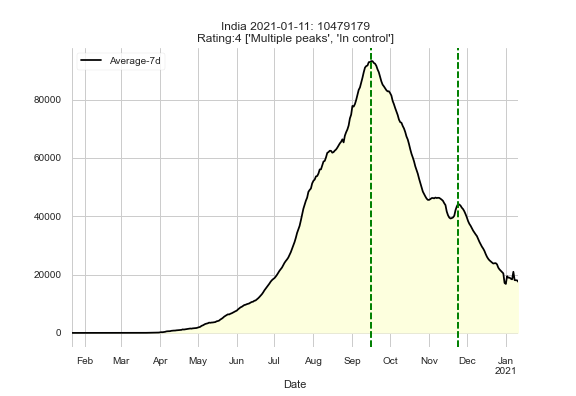 India 2021-01-11: 10479179
Rating:4 ['Multiple peaks', 'In control']
Average-7d
80000
60000
40000
20000
0
Feb Mar Apr May Jun Jul Aug Sep Oct Nov Dec Jan
2021
Date